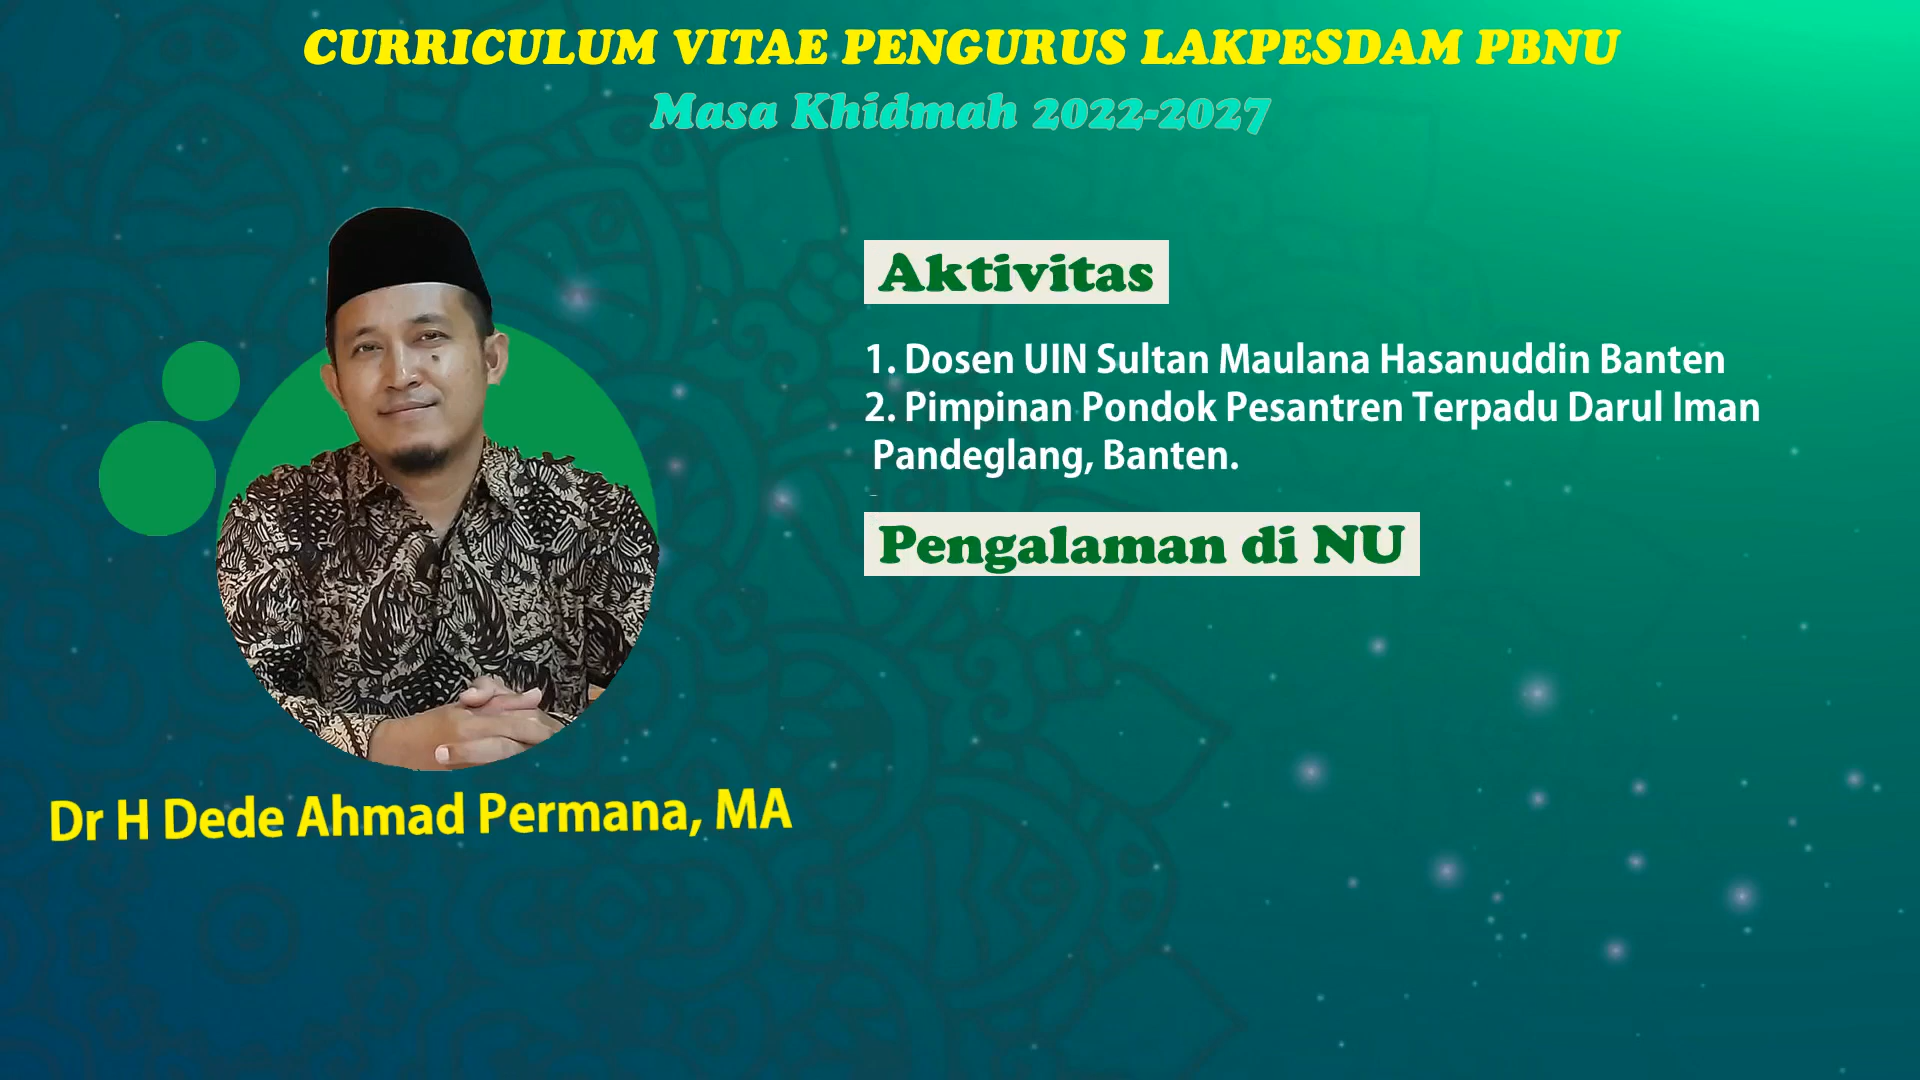 CURRICULUM VITAE PENGURUS LAKPESDAM PBNU
Masa Khidmah 2022-2027
Aktivitas
1. Dosen UIN Sultan Maulana Hasanuddin Banten
2. Pimpinan Pondok Pesantren Terpadu Darul Iman
Pandeglang, Banten.
Pengalaman di NU
Dr H Dede Ahmad Permana, MA